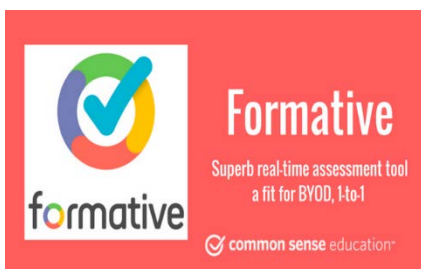 formative
Formative
Superb real-time assessment tool
a fit for BYOD, 1-to-1
common sense education